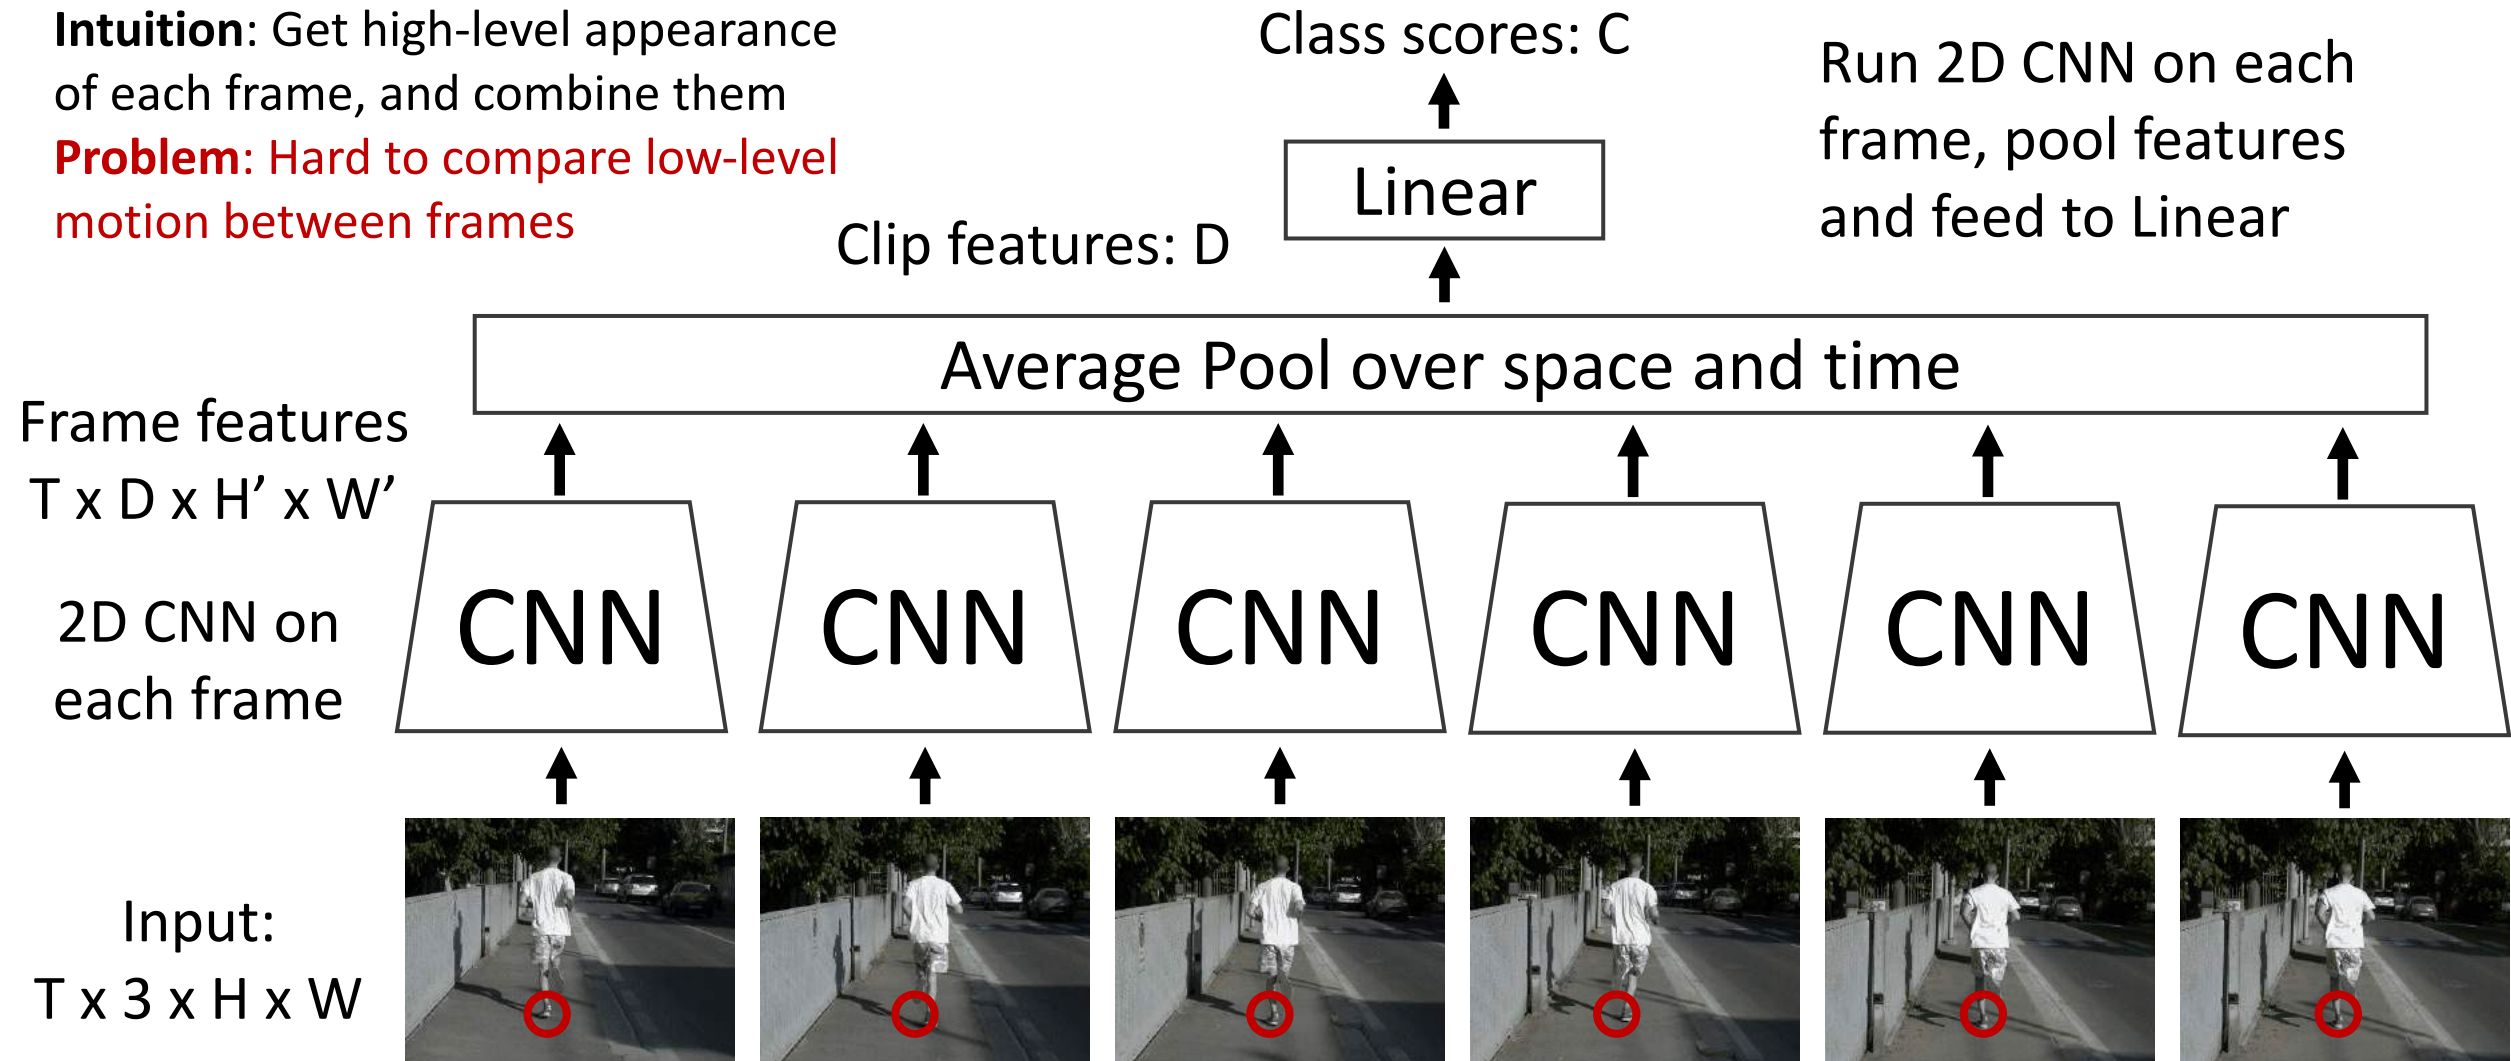 Intuition: Get high-level appearance
of each frame, and combine them
Problem: Hard to compare low-level
motion between frames
Class scores: C
Run 2D CNN on each
frame, pool features
and feed to Linear
Linear
Clip features: D
Average Pool over space and time
Frame features
T x D x H’ x W’
CNN CNN CNN CNN CNN CNN
2D CNN on
each frame
Input:
T x 3 x H x W